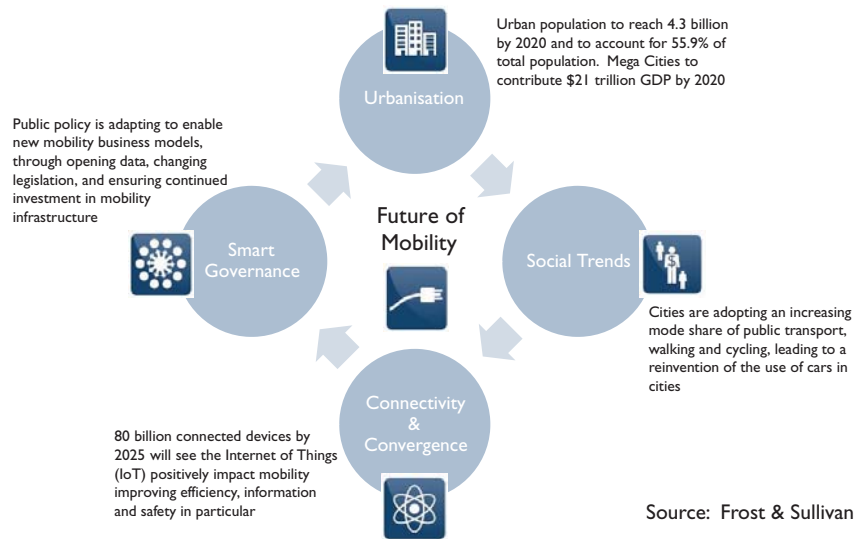 Urban population to reach 4.3 billion
by 2020 and to account for 55.9% of
total population. Mega Cities to
contribute $21 trillion GDP by 2020
Urbanisation
Public policy is adapting to enable
new mobility business models,
through opening data, changing
legislation, and ensuring continued
investment in mobility
infrastructure
Future of
Mobility
Smart
Governance
Social Trends
$
Cities are adopting an increasing
mode share of public transport,
walking and cycling, leading to a
reinvention of the use of cars in
cities
Connectivity
&
Convergence
80 billion connected devices by
2025 will see the Internet of Things
(IoT) positively impact mobility
improving efficiency, information
and safety in particular
Source: Frost & Sullivan